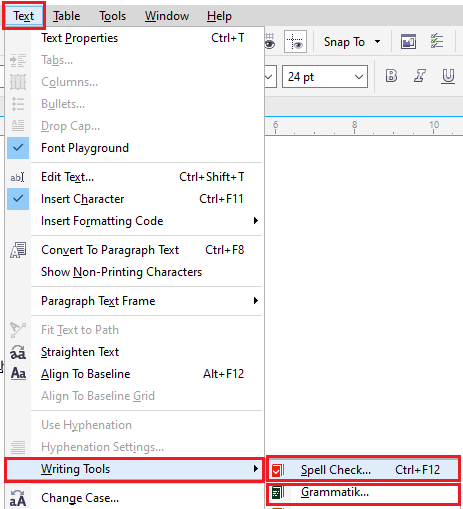 Text Table Tools Window Help
Text Properties Ctrl+T
Tabs...
Snap To
Columns...
24 pt B I U
Bullets...
Drop Cap...
6 8 10
Font Playground
Edit Text... Ctrl+Shift+T
Insert Character Ctrl+F11
Insert Formatting Code
Convert To Paragraph Text Ctrl+F8
Show Non-Printing Characters
Paragraph Text Frame
Fit Text to Path
Straighten Text
Align To Baseline Alt+F12
Align To Baseline Grid
Use Hyphenation
Hyphenation Settings...
Writing Tools
Spell Check... Ctrl+F12
Grammatik...
Change Case...